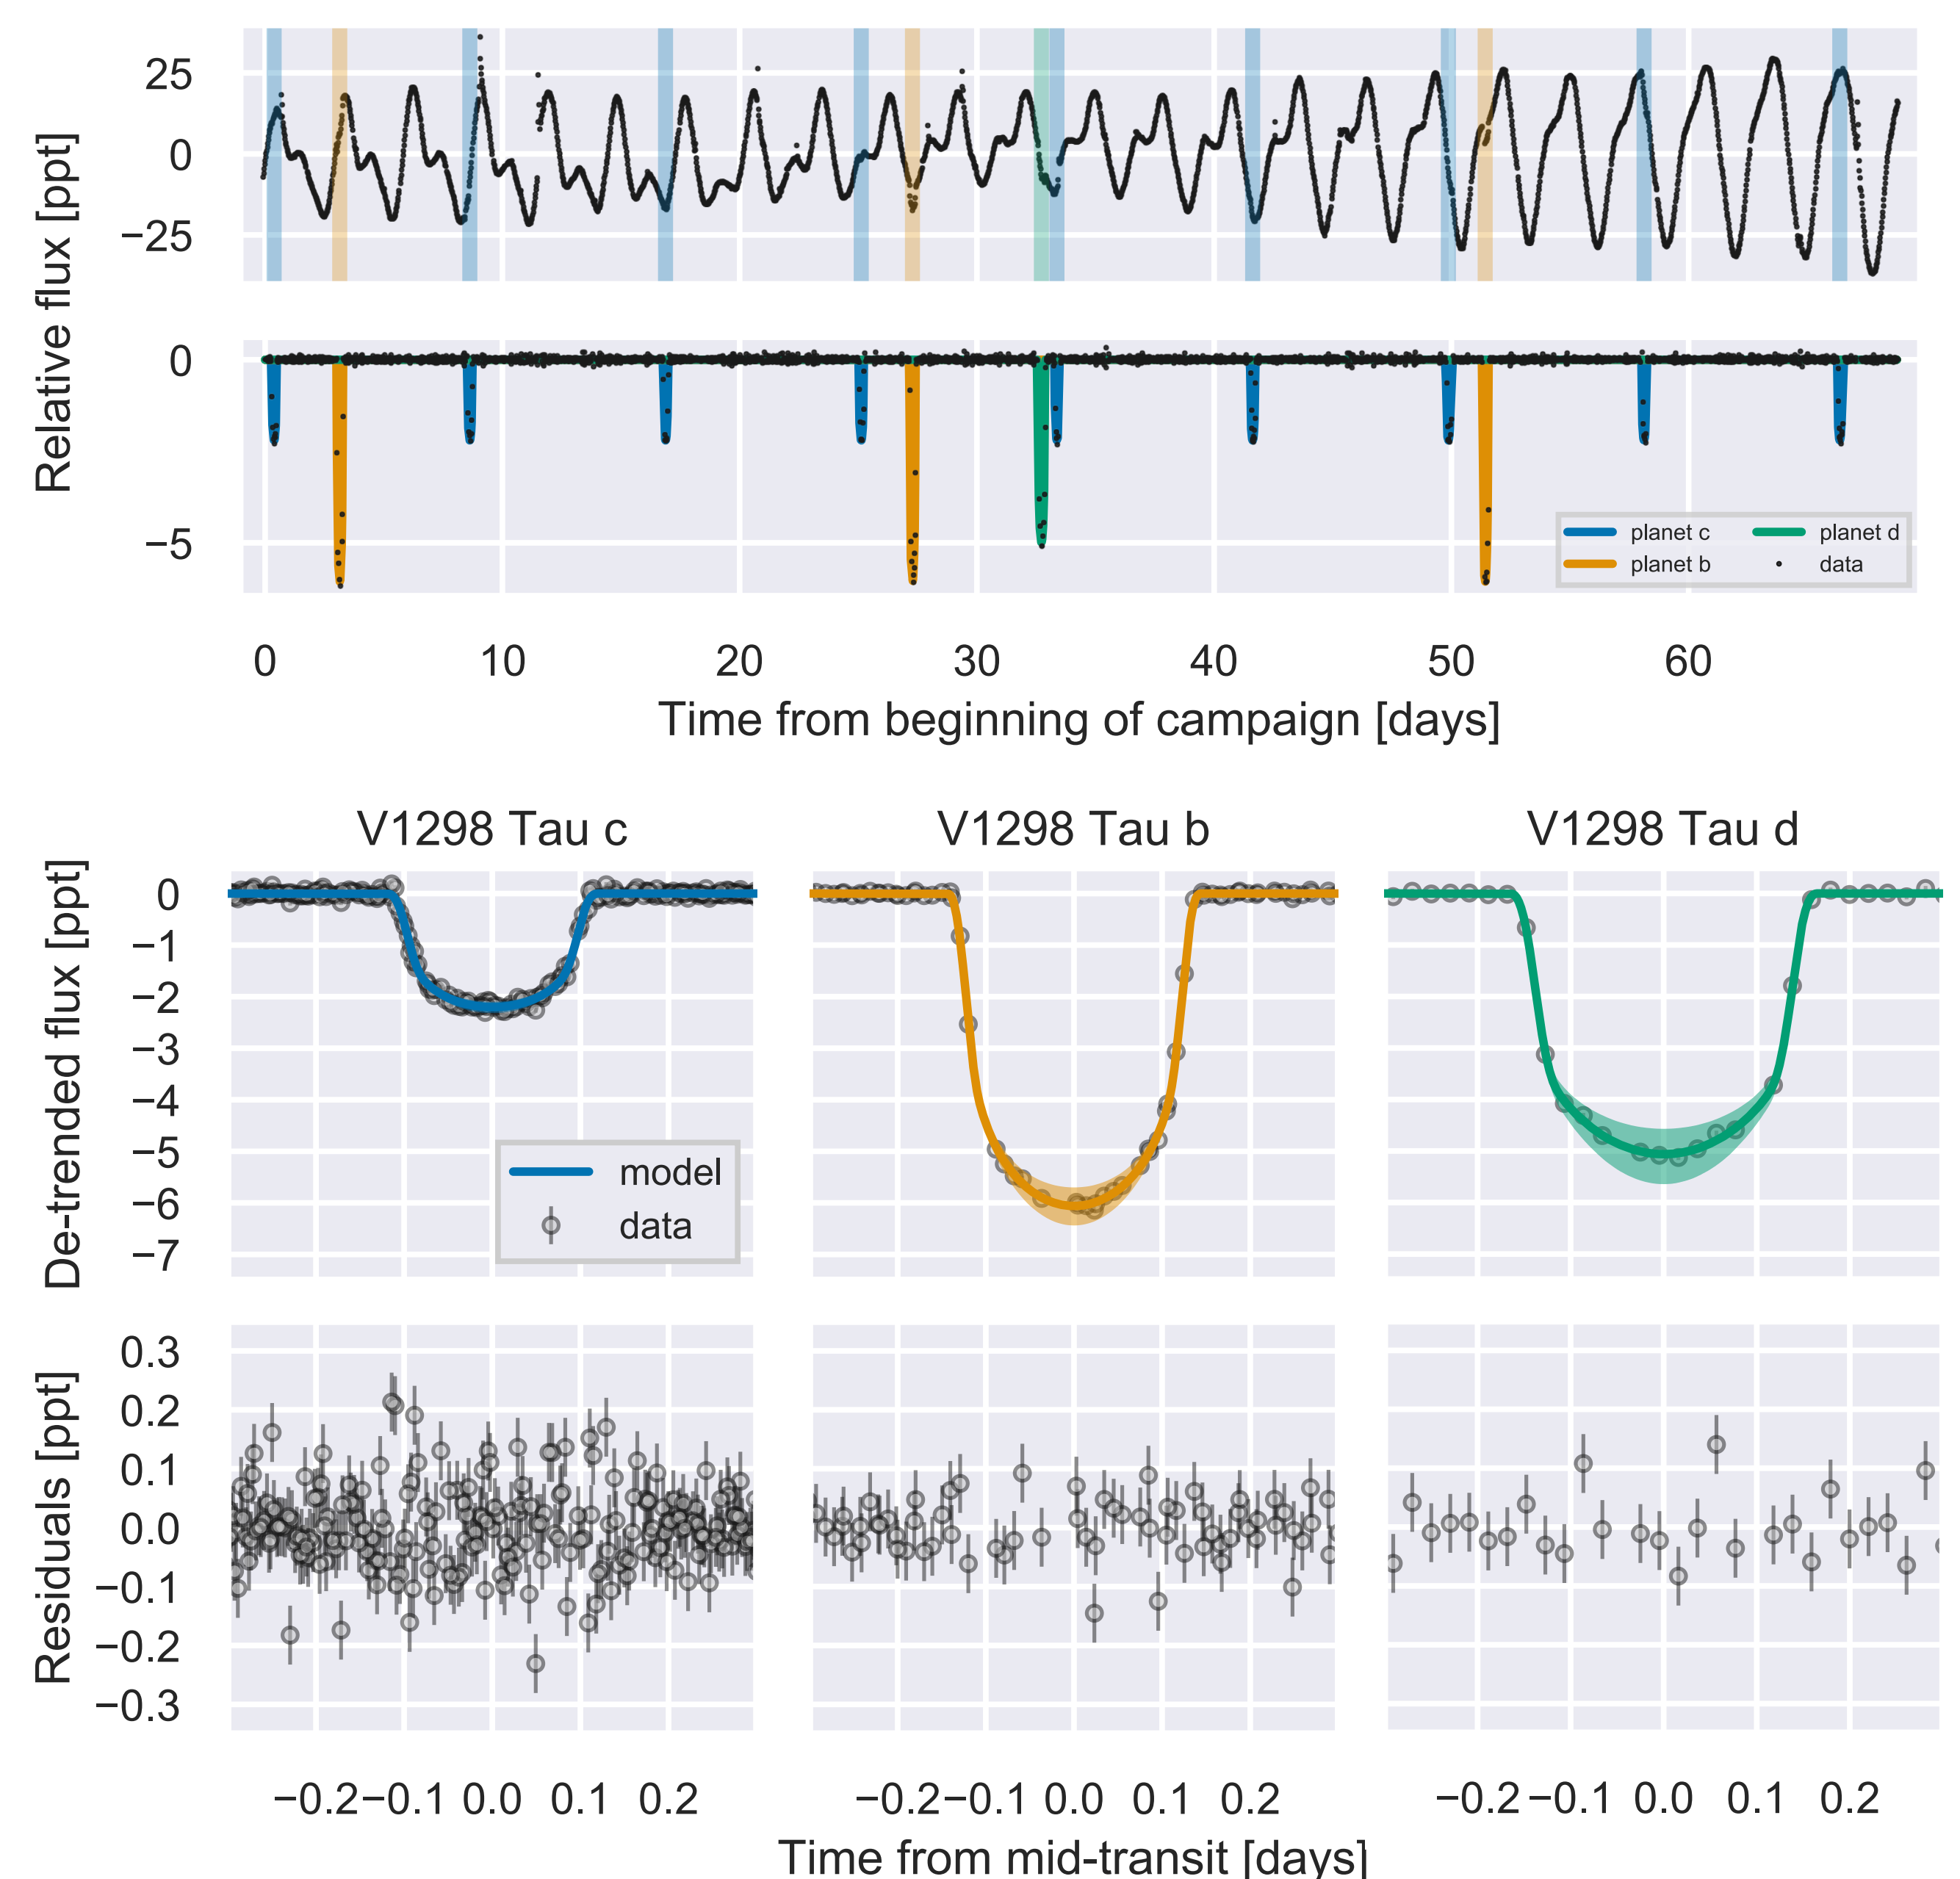 Relative flux [ppt]
25
0
−25
0
−5
planet c
planet d
planet b
data
0 10 20 30 40 50 60
Time from beginning of campaign [days]
V1298 Tau c
V1298 Tau b
V1298 Tau d
De-trended flux [ppt]
0
−1
−2
−3
−4
−5
−6
−7
model
data
Residuals [ppt]
0.3
0.2
0.1
0.0
−0.1
−0.2
−0.3
−0.2 −0.1 0.0 0.1 0.2
−0.2 −0.1 0.0 0.1 0.2
−0.2 −0.1 0.0 0.1 0.2
Time from mid-transit [days]